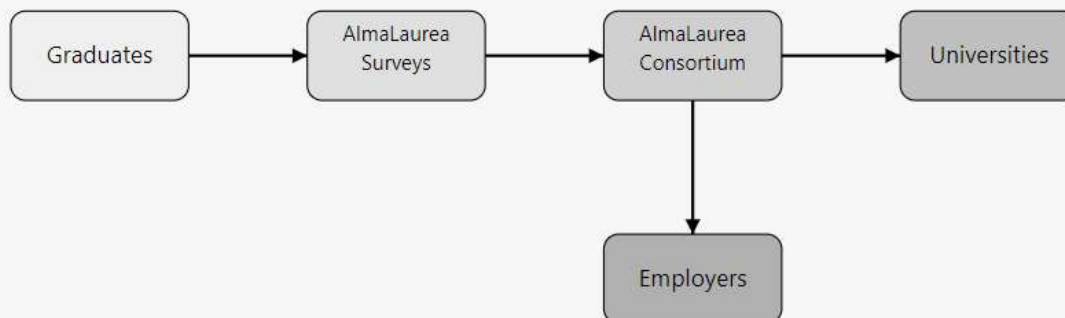 Graduates
AlmaLaurea
Surveys
AlmaLaurea
Consortium
Universities
Employers